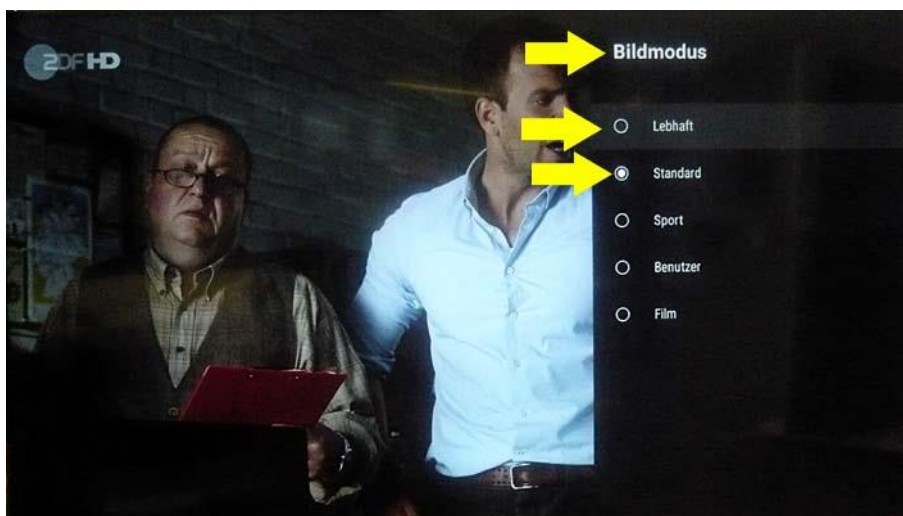 ZDF HD
Bildmodus
Lebhaft
Standard
Sport
Benutzer
Film